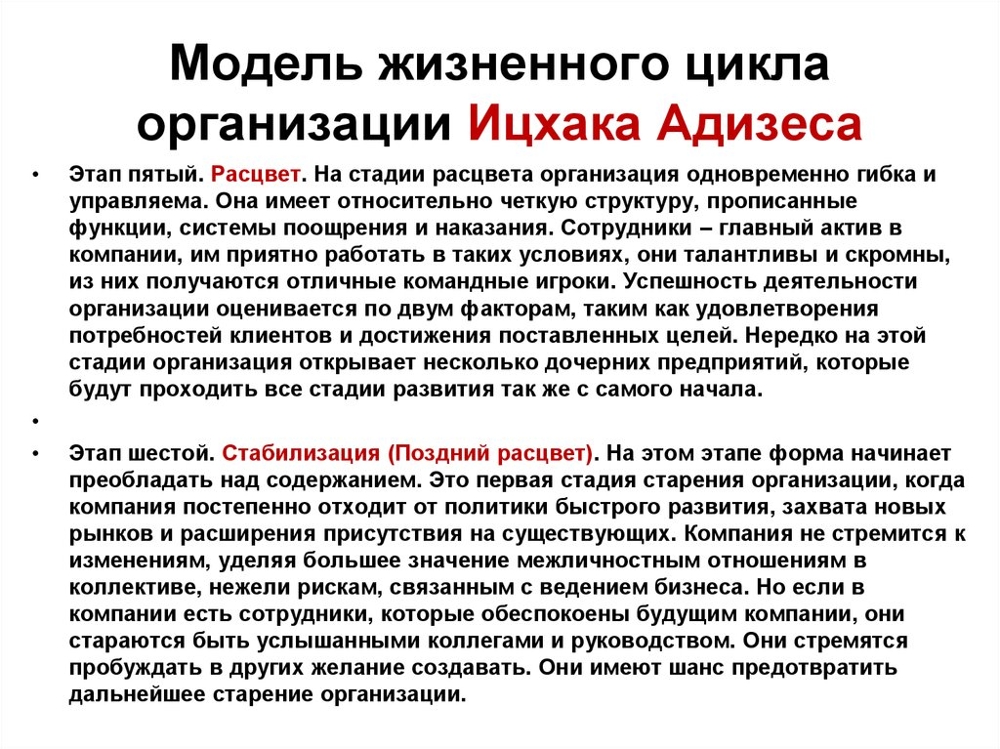 Модель жизненного цикла
организации Ицхака Адизеса
• Этап пятый. Расцвет. На стадии расцвета организация одновременно гибка и
управляема. Она имеет относительно четкую структуру, прописанные
функции, системы поощрения и наказания. Сотрудники – главный актив в
компании, им приятно работать в таких условиях, они талантливы и скромны,
из них получаются отличные командные игроки. Успешность деятельности
организации оценивается по двум факторам, таким как удовлетворения
потребностей клиентов и достижения поставленных целей. Нередко на этой
стадии организация открывает несколько дочерних предприятий, которые
будут проходить все стадии развития так же с самого начала.
•
• Этап шестой. Стабилизация (Поздний расцвет). На этом этапе форма начинает
преобладать над содержанием. Это первая стадия старения организации, когда
компания постепенно отходит от политики быстрого развития, захвата новых
рынков и расширения присутствия на существующих. Компания не стремится к
изменениям, уделяя большее значение межличностным отношениям в
коллективе, нежели рискам, связанным с ведением бизнеса. Но если в
компании есть сотрудники, которые обеспокоены будущим компании, они
стараются быть услышанными коллегами и руководством. Они стремятся
пробуждать в других желание создавать. Они имеют шанс предотвратить
дальнейшее старение организации.